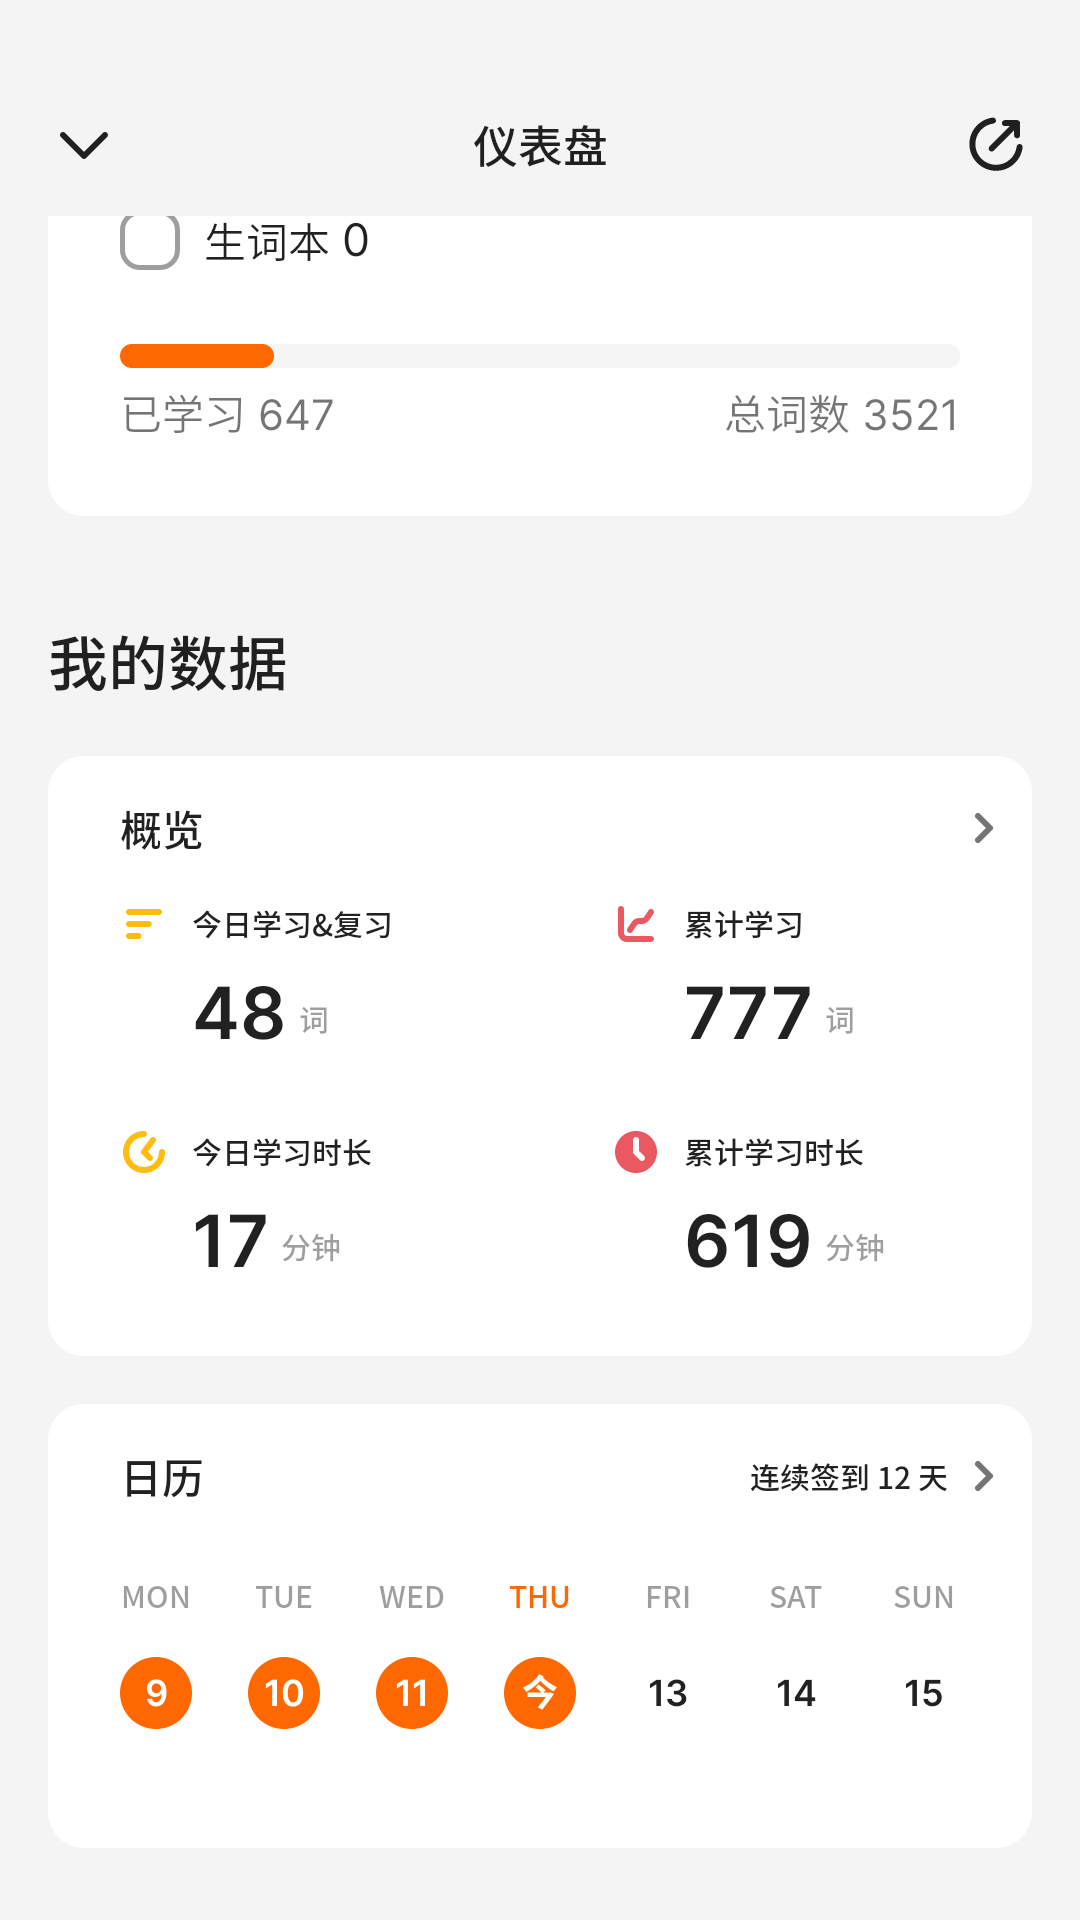 仪表盘
生词本 0
已学习 647
总词数 3521
我的数据
概览
今日学习&复习
累计学习
48 词
777 词
今日学习时长
累计学习时长
17 分钟
619 分钟
日历
连续签到 12 天
MON TUE WED THU FRI SAT SUN
9 10 11 今 13 14 15